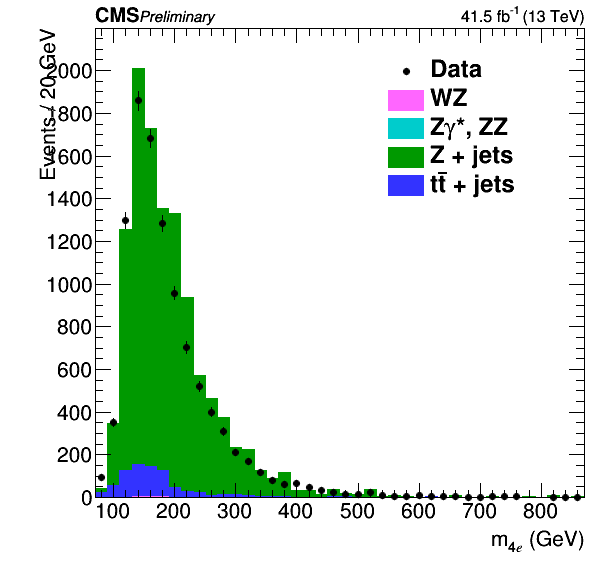 CMS Preliminary 41.5 fb⁻¹ (13 TeV)
Events / 20 GeV
2000
1800
1600
1400
1200
1000
800
600
400
200
0
Data
WZ
Zγ*, ZZ
Z + jets
tt̄ + jets
100 200 300 400 500 600 700 800
m4e (GeV)